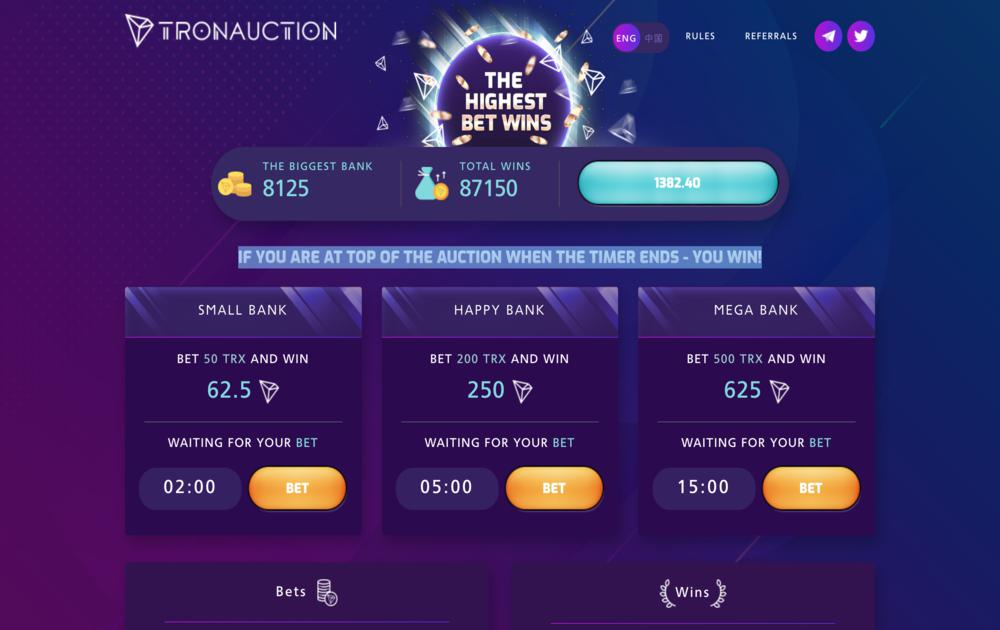 TRONAUCTION
ENG 中国 RULES REFERRALS
THE
HIGHEST
BET WINS
THE BIGGEST BANK
8125
TOTAL WINS
87150
1382.40
IF YOU ARE AT TOP OF THE AUCTION WHEN THE TIMER ENDS - YOU WIN!
SMALL BANK
BET 50 TRX AND WIN
62.5
WAITING FOR YOUR BET
02:00 BET
HAPPY BANK
BET 200 TRX AND WIN
250
WAITING FOR YOUR BET
05:00 BET
MEGA BANK
BET 500 TRX AND WIN
625
WAITING FOR YOUR BET
15:00 BET
Bets
Wins